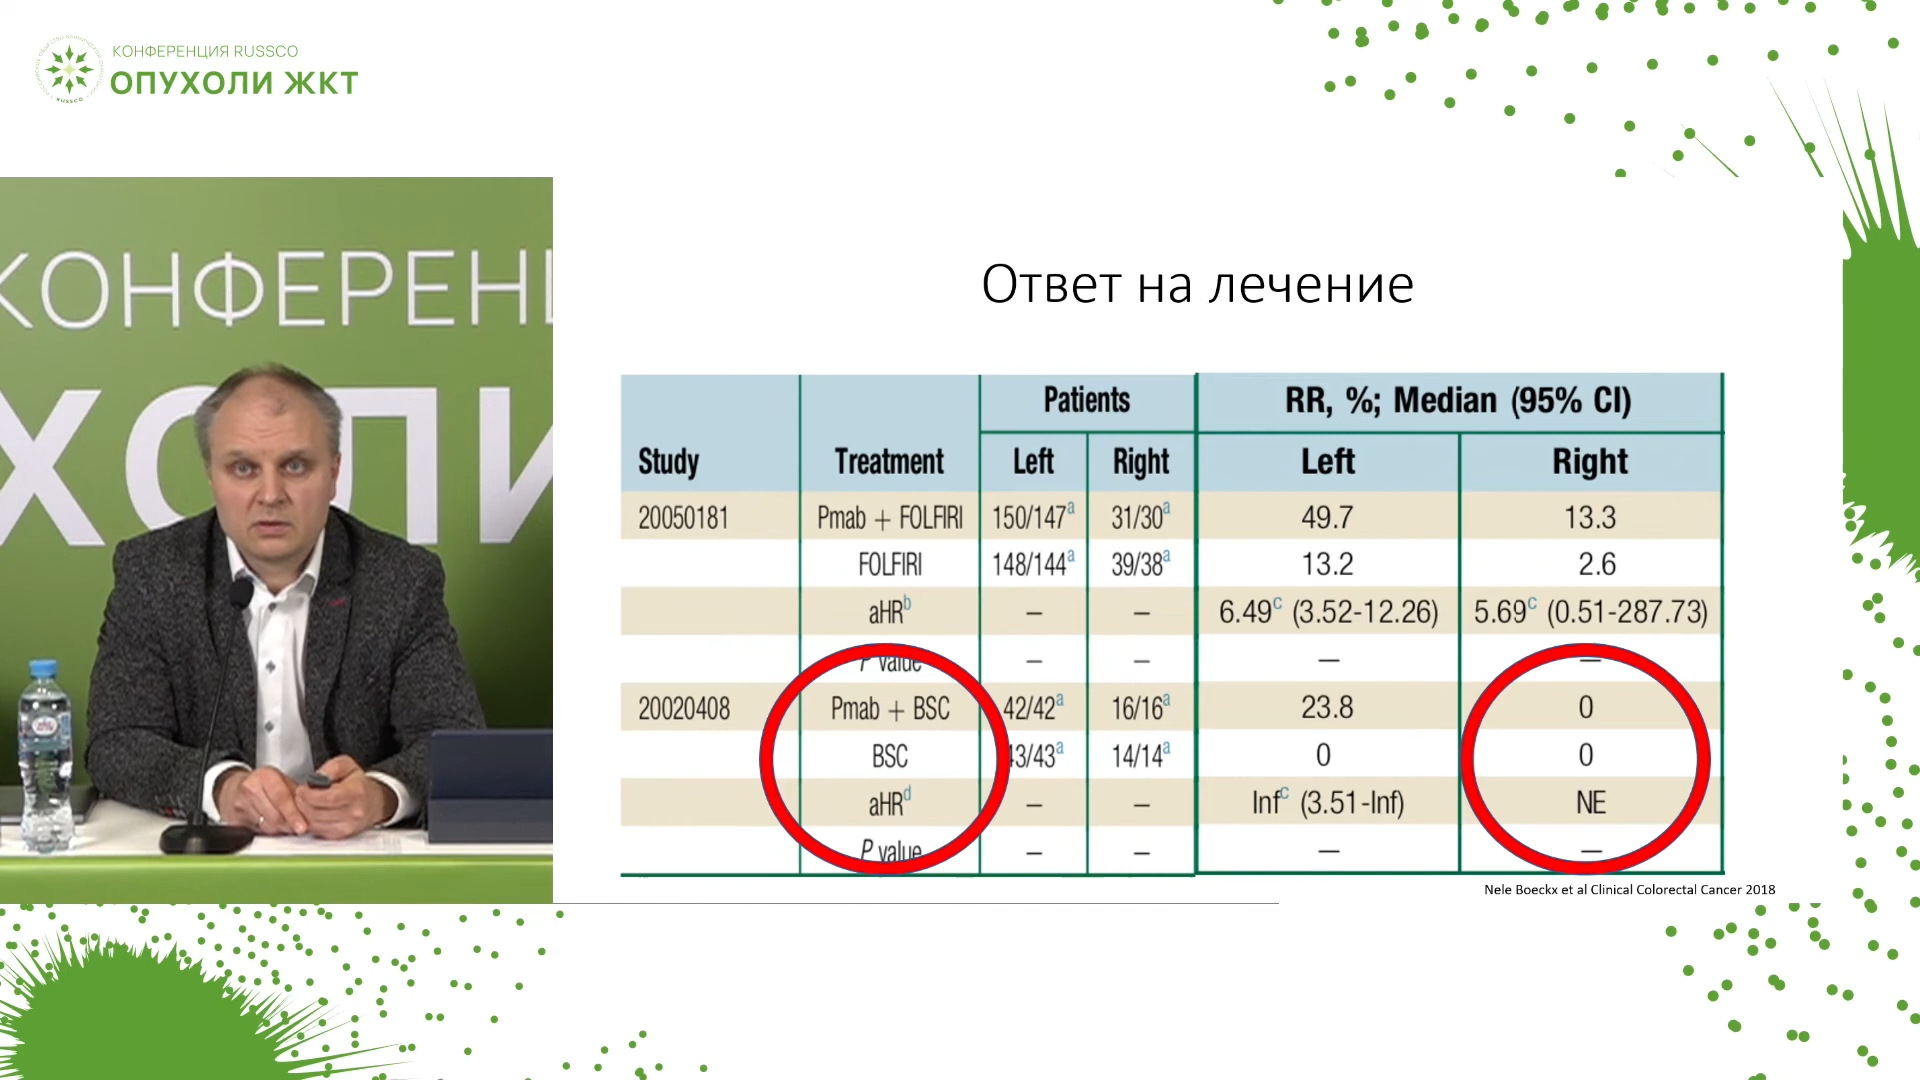 КОНФЕРЕНЦИЯ RUSSCO
ОПУХОЛИ ЖКТ
RUSSCO
КОНФЕРЕНЦ
ХОЛИ
Ответ на лечение
Patients RR, %; Median (95% CI)
Study Treatment Left Right Left Right
20050181 Pmab + FOLFIRI 150/147a 31/30a 49.7 13.3
FOLFIRI 148/144a 39/38a 13.2 2.6
aHRb – – 6.49c (3.52-12.26) 5.69c (0.51-287.73)
P value – – – –
20020408 Pmab + BSC 42/42a 16/16a 23.8 0
BSC 43/43a 14/14a 0 0
aHRd – – Infc (3.51-Inf) NE
P value – – – –
Nele Boeckx et al Clinical Colorectal Cancer 2018